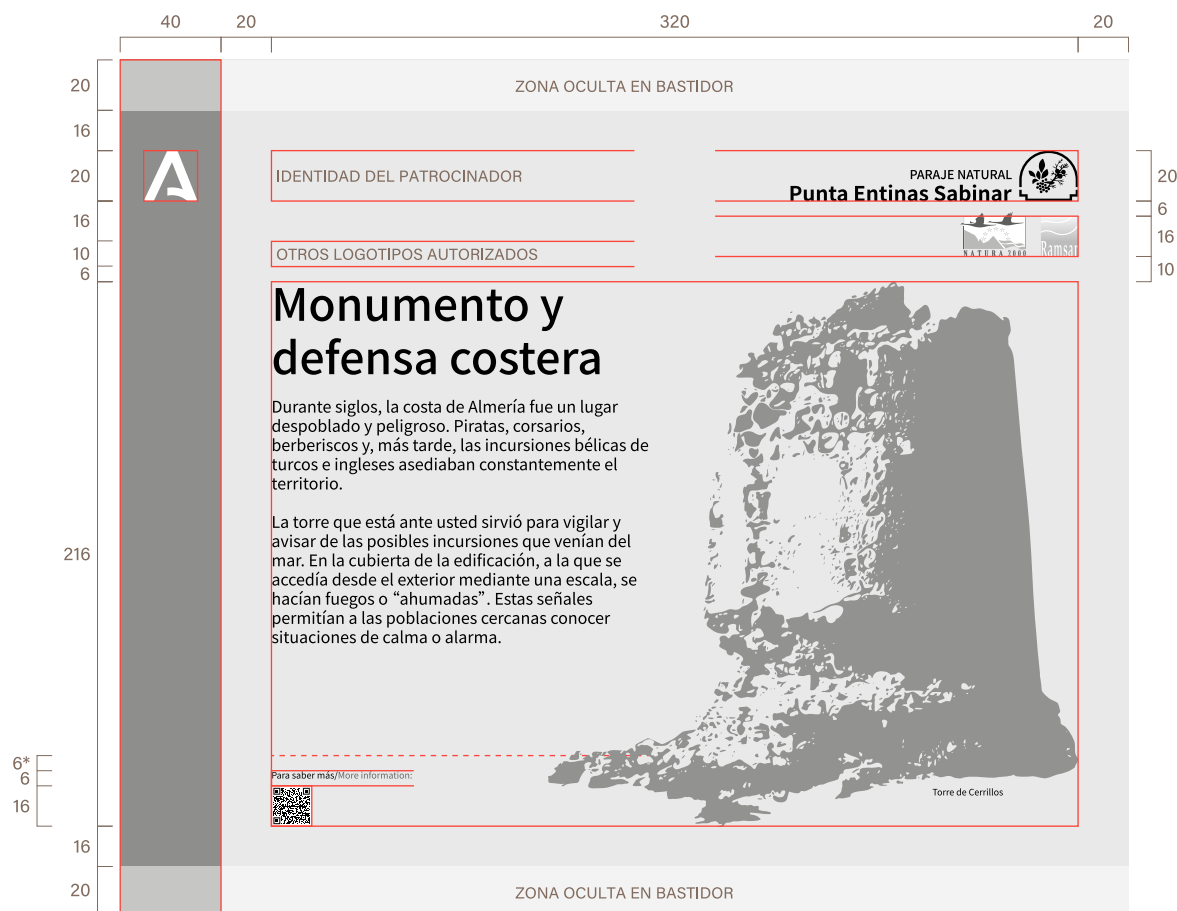 40 20 320 20
20
ZONA OCULTA EN BASTIDOR
16
20
IDENTIDAD DEL PATROCINADOR
PARAJE NATURAL
Punta Entinas Sabinar
20
6
16
NATURA 2000
Ramsar
16
10
OTROS LOGOTIPOS AUTORIZADOS
10
6
Monumento y
defensa costera
Durante siglos, la costa de Almería fue un lugar
despoblado y peligroso. Piratas, corsarios,
berberiscos y, más tarde, las incursiones bélicas de
turcos e ingleses asediaban constantemente el
territorio.
La torre que está ante usted sirvió para vigilar y
avisar de las posibles incursiones que venían del
mar. En la cubierta de la edificación, a la que se
accedía desde el exterior mediante una escala, se
hacían fuegos o “ahumadas”. Estas señales
permitían a las poblaciones cercanas conocer
situaciones de calma o alarma.
216
6*
6
Para saber más/More information:
16
Torre de Cerrillos
16
20
ZONA OCULTA EN BASTIDOR